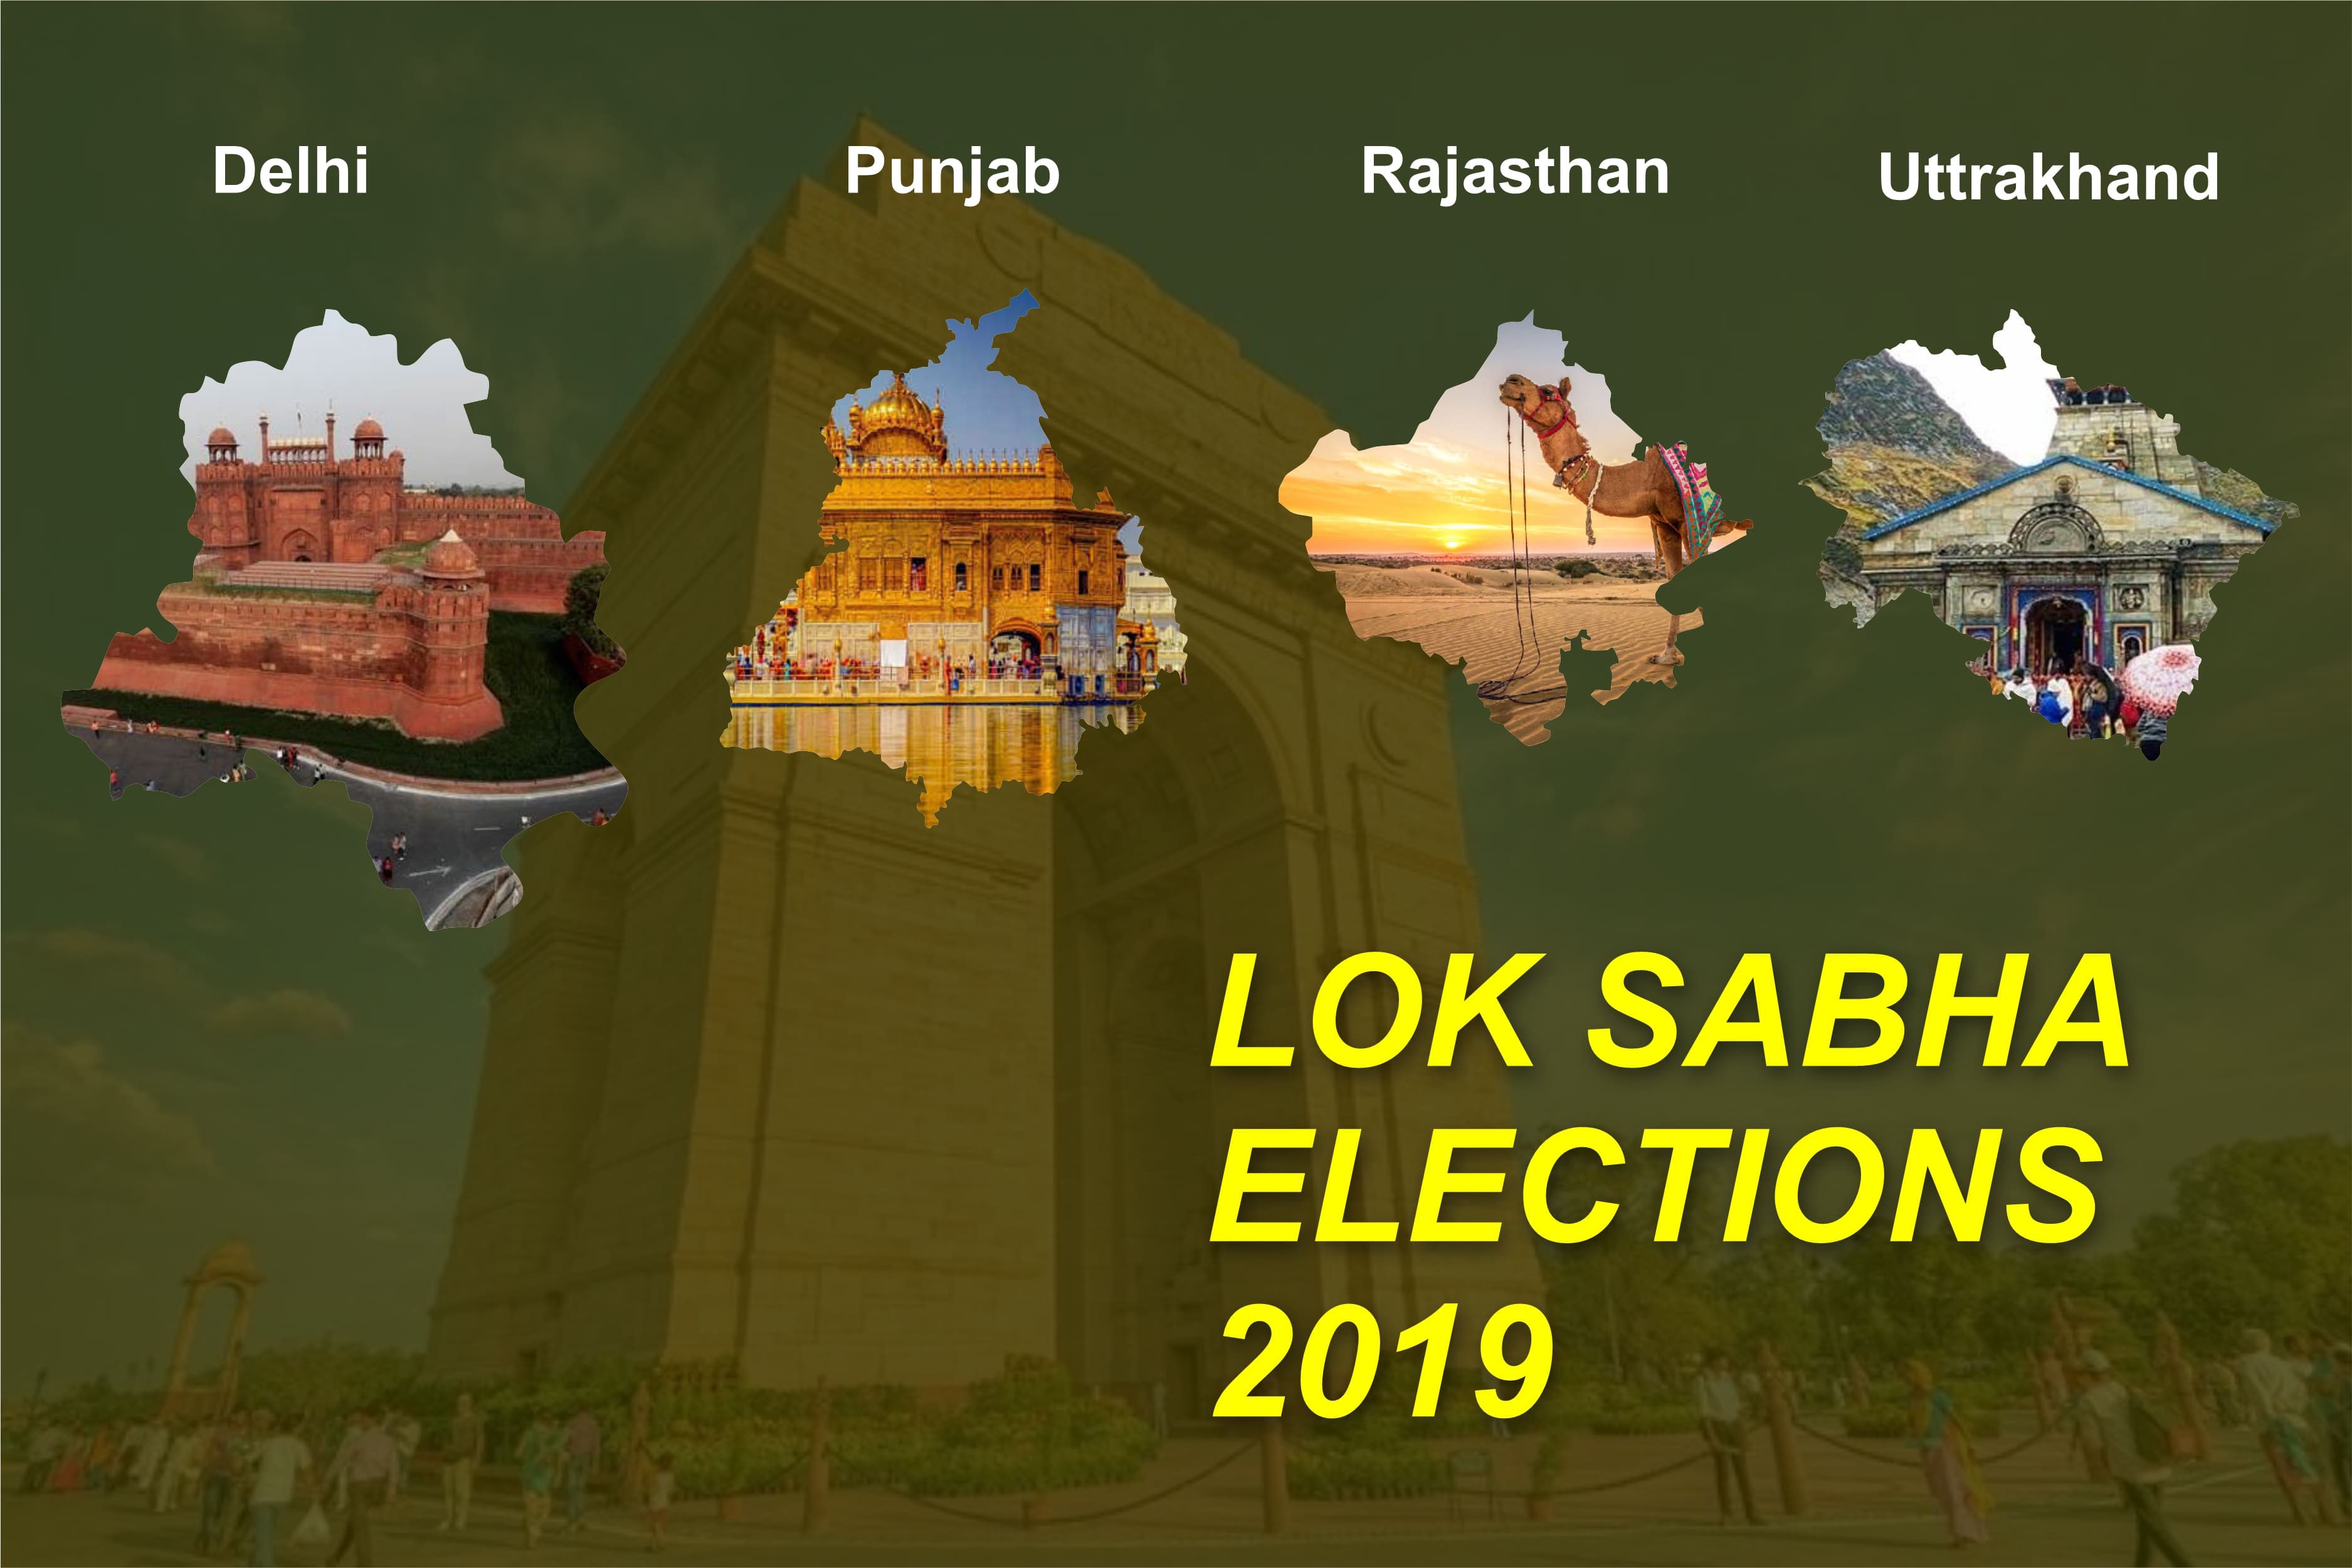 Delhi
Punjab
Rajasthan
Uttrakhand
LOK SABHA
ELECTIONS
2019